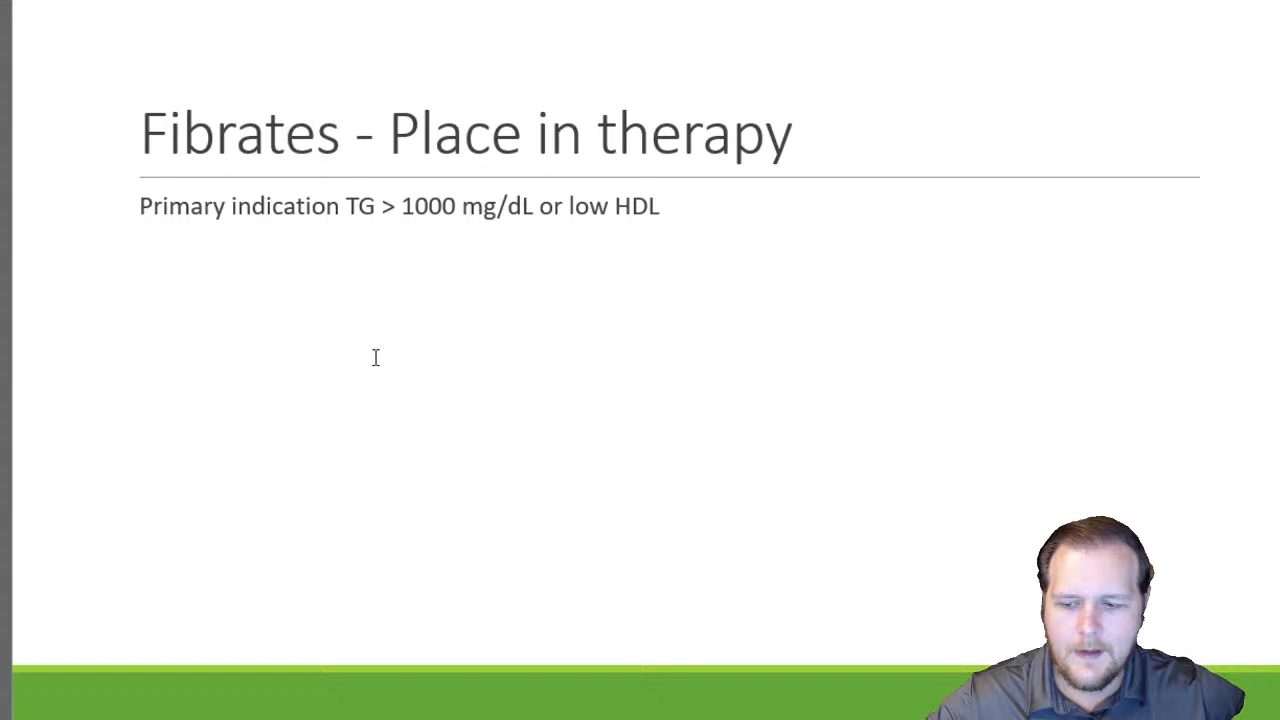 Fibrates - Place in therapy
Primary indication TG > 1000 mg/dL or low HDL